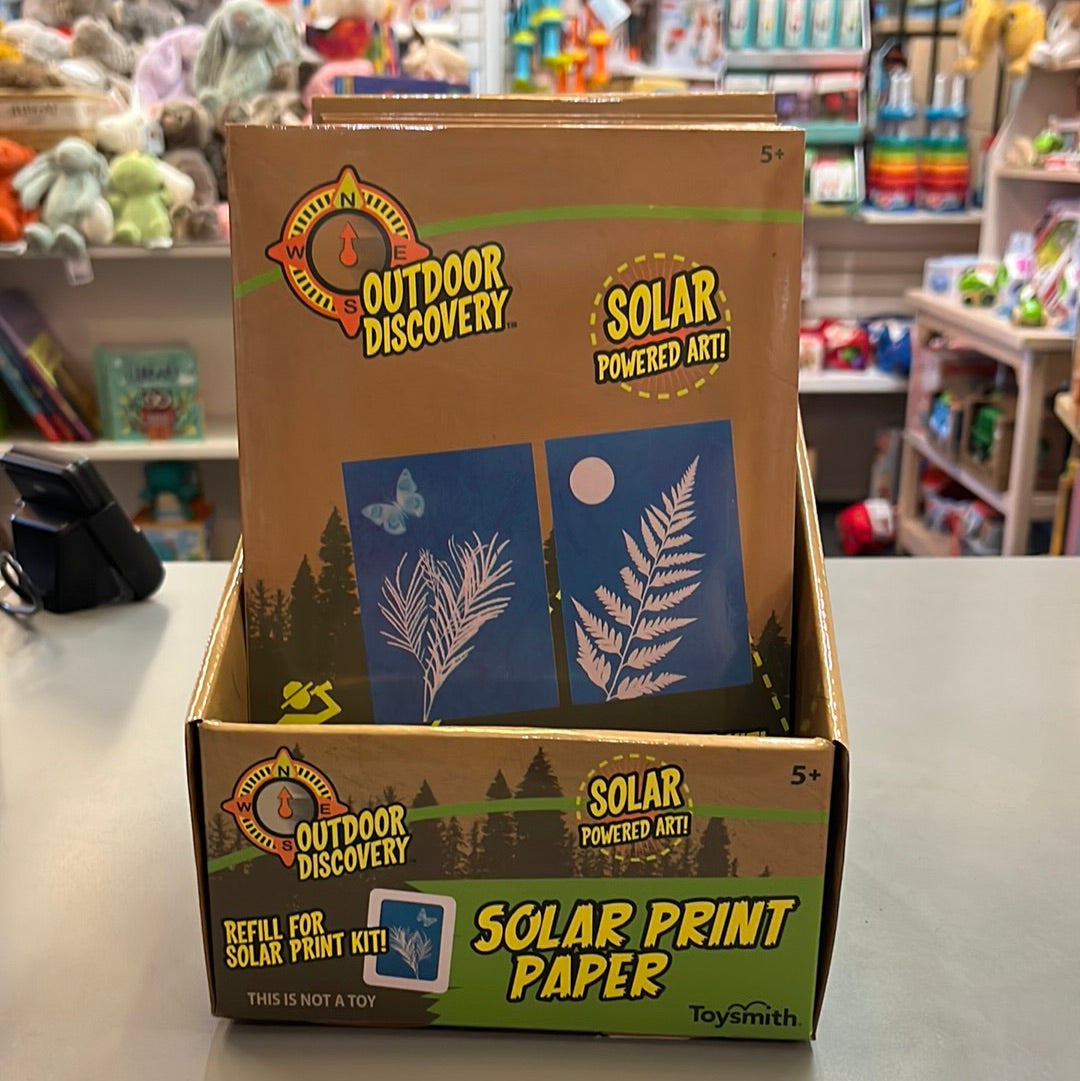 5+
N
W E
S
OUTDOOR
DISCOVERY™
SOLAR
POWERED ART!
N
W E
S
OUTDOOR
DISCOVERY
SOLAR
POWERED ART!
5+
REFILL FOR
SOLAR PRINT KIT!
SOLAR PRINT
PAPER
THIS IS NOT A TOY
Toysmith